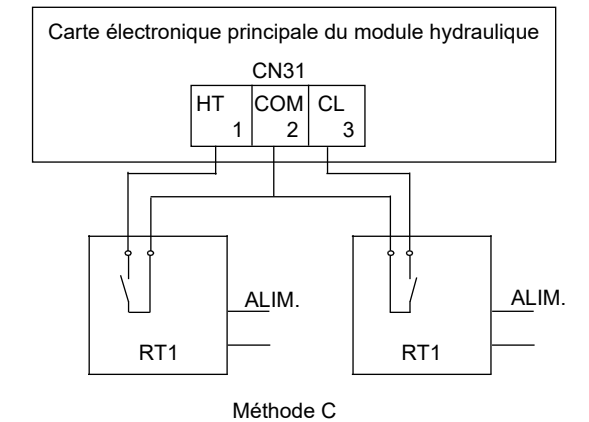 Carte électronique principale du module hydraulique
CN31
HT COM CL
1 2 3
ALIM. ALIM.
RT1 RT1
Méthode C